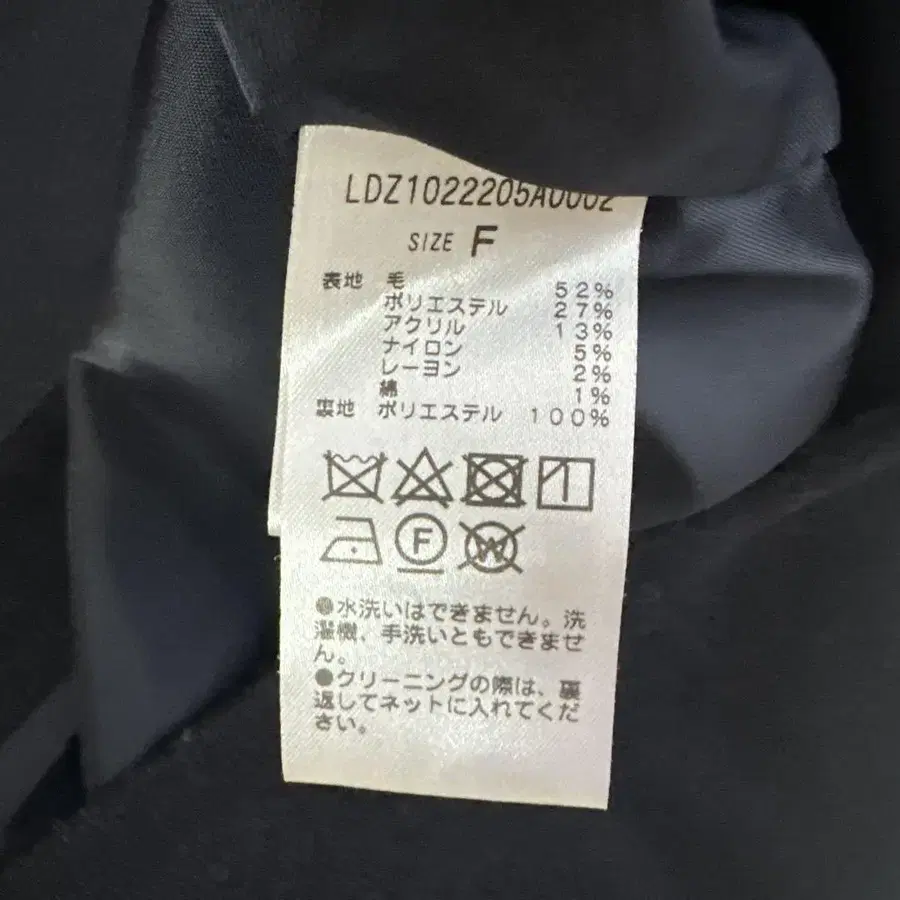 LDZ1022205A0002
SIZE F
表地 毛 52%
ポリエステル 27%
アクリル 13%
ナイロン 5%
レーヨン 2%
綿 1%
裏地 ポリエステル 100%
F W
●水洗いはできません。洗
濯機、手洗いともできませ
ん。
●クリーニングの際は、裏
返してネットに入れてくだ
さい。